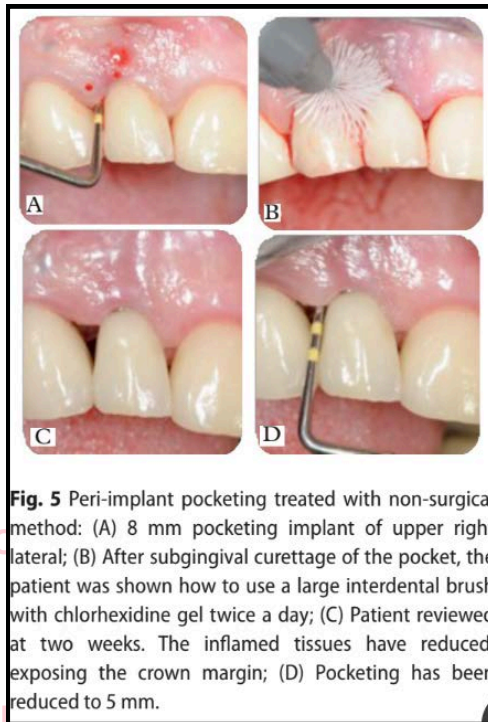 A
B
C
D
Fig. 5 Peri-implant pocketing treated with non-surgica
method: (A) 8 mm pocketing implant of upper righ
lateral; (B) After subgingival curettage of the pocket, the
patient was shown how to use a large interdental brush
with chlorhexidine gel twice a day; (C) Patient reviewed
at two weeks. The inflamed tissues have reduced
exposing the crown margin; (D) Pocketing has been
reduced to 5 mm.